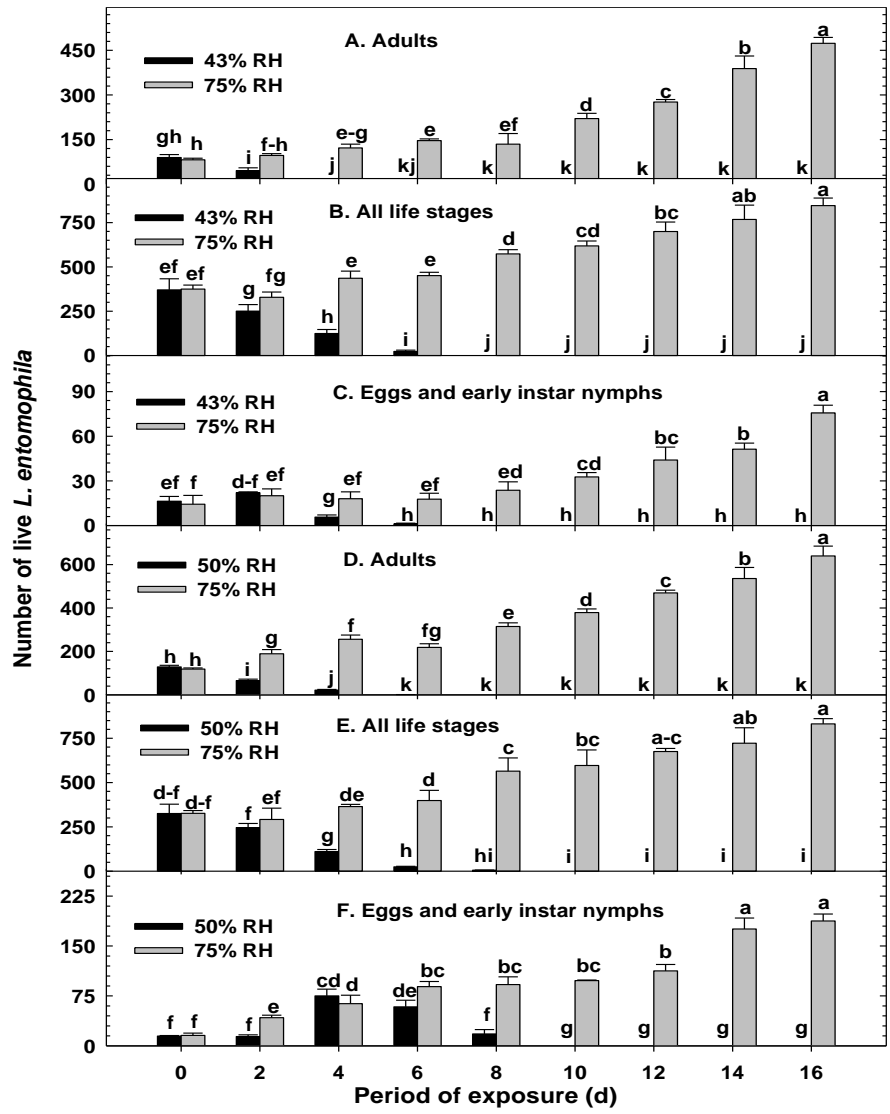 Number of live L. entomophila
A. Adults
43% RH
75% RH
450
300
150
0
gh h i f-h j e-g kj e k ef k d k c k b k a
B. All life stages
43% RH
75% RH
750
500
250
0
ef ef g fg h e i e j d j cd j bc j ab j a
C. Eggs and early instar nymphs
43% RH
75% RH
90
60
30
0
ef f d-f ef g ef h ef h ed h cd h bc h b h a
D. Adults
50% RH
75% RH
600
400
200
0
h h i g j f k fg k e k d k c k b k a
E. All life stages
50% RH
75% RH
750
500
250
0
d-f d-f f ef g de h d hi c i bc i a-c i ab i a
F. Eggs and early instar nymphs
50% RH
75% RH
225
150
75
0
f f f e cd d de bc f bc g bc g b g a g a
0 2 4 6 8 10 12 14 16
Period of exposure (d)